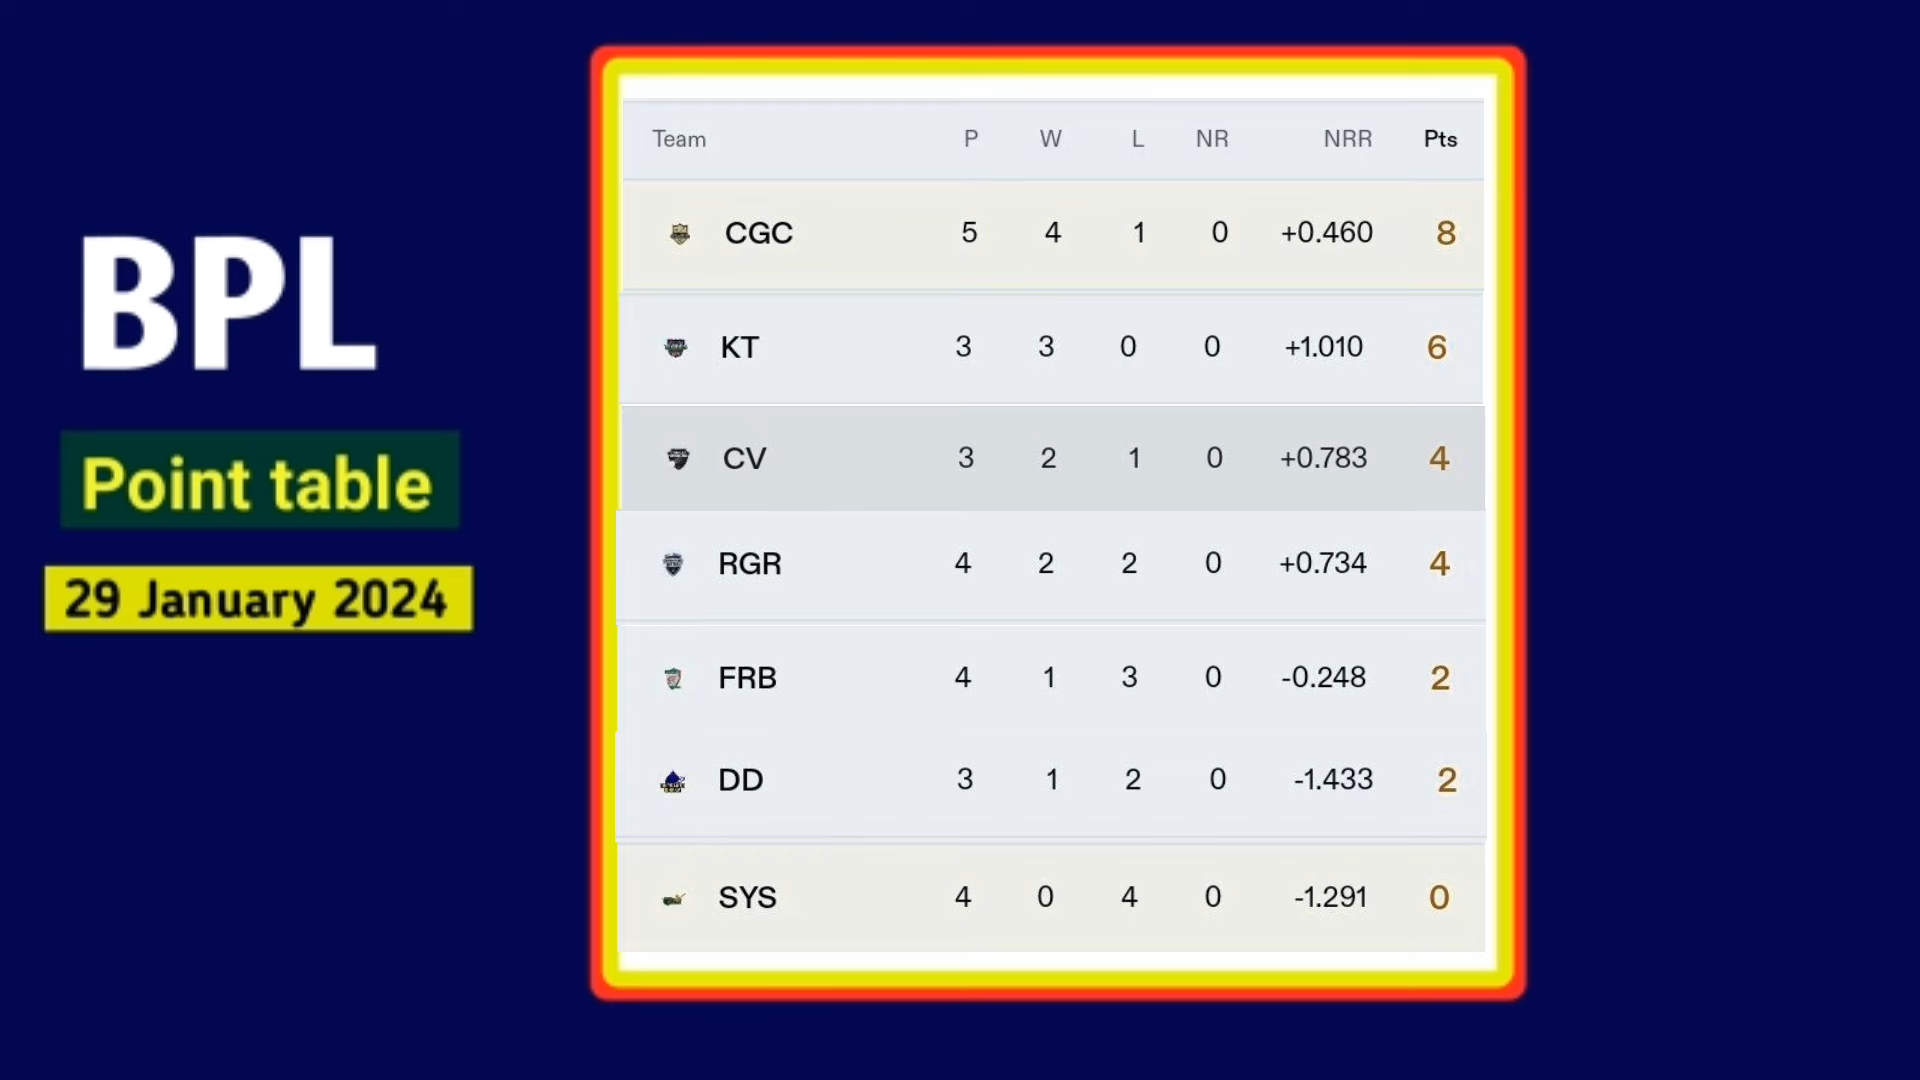 BPL
Point table
29 January 2024
Team P W L NR NRR Pts
CGC 5 4 1 0 +0.460 8
KT 3 3 0 0 +1.010 6
CV 3 2 1 0 +0.783 4
RGR 4 2 2 0 +0.734 4
FRB 4 1 3 0 -0.248 2
DD 3 1 2 0 -1.433 2
SYS 4 0 4 0 -1.291 0